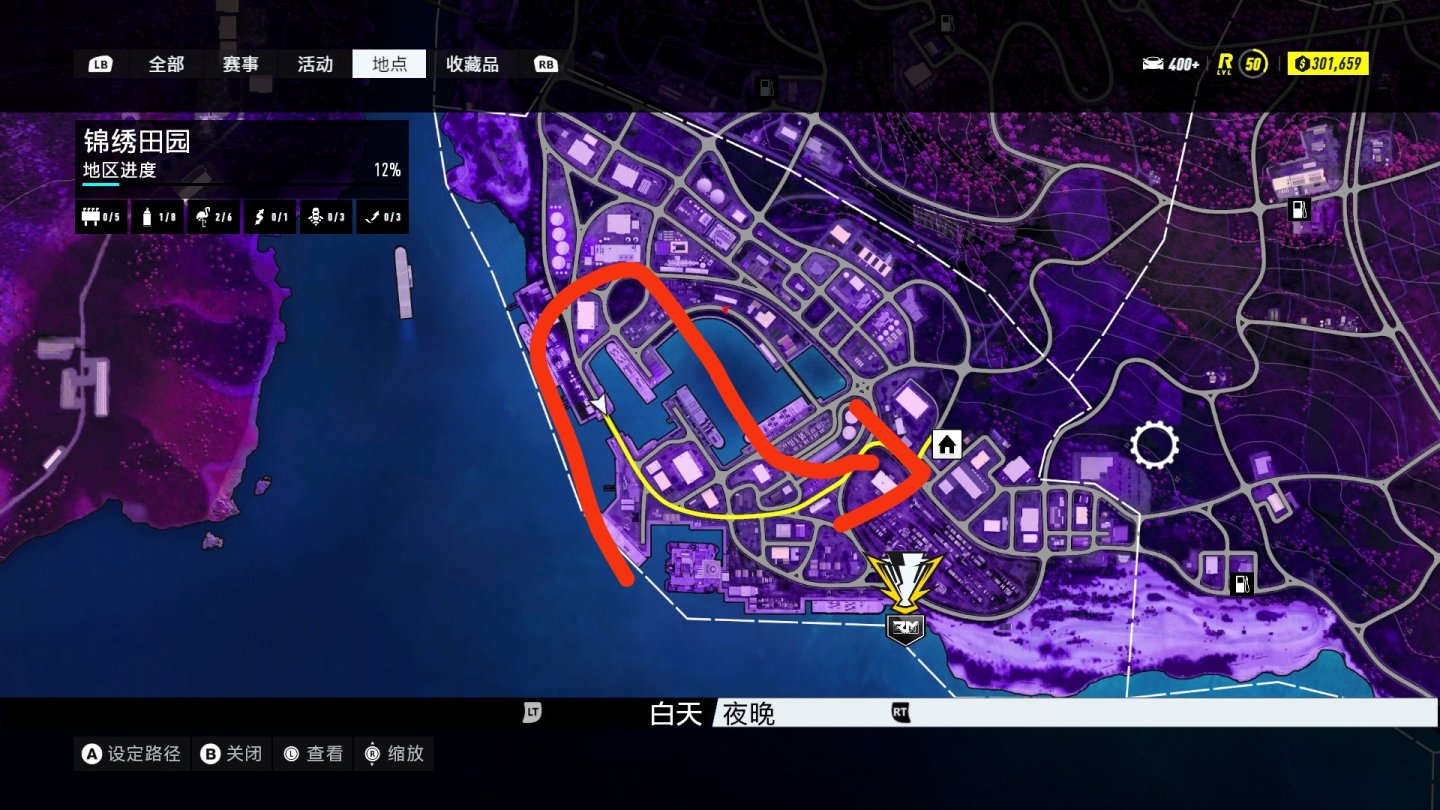 LB 全部 赛事 活动 地点 收藏品 RB
400+ R LVL 50 301,659
锦绣田园
地区进度 12%
0/5 1/8 2/6 0/1 0/3 0/3
RM
LT 白天 夜晚 RT
A 设定路径 B 关闭 L 查看 R 缩放